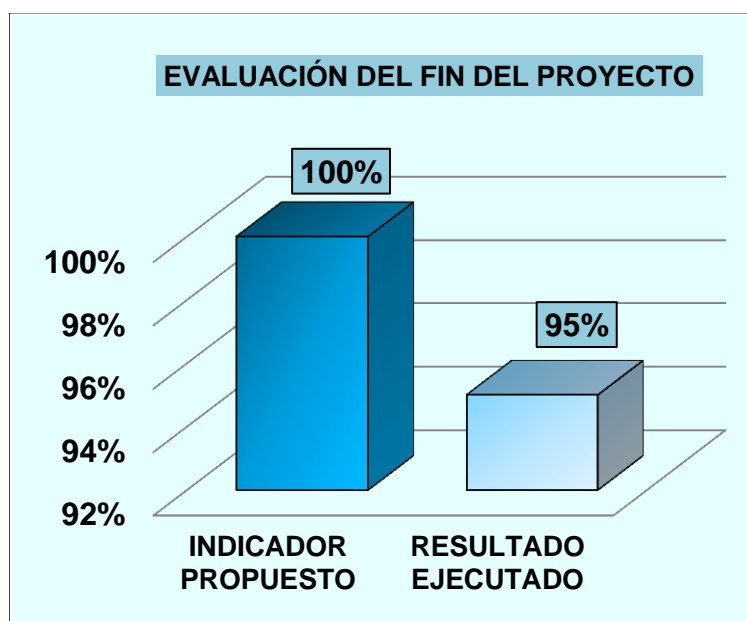 EVALUACIÓN DEL FIN DEL PROYECTO
100%
95%
100%
98%
96%
94%
92%
INDICADOR PROPUESTO
RESULTADO EJECUTADO